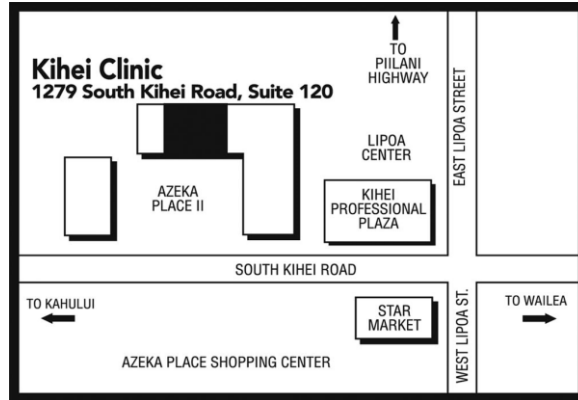 Kihei Clinic
1279 South Kihei Road, Suite 120
TO
PIILANI
HIGHWAY
EAST LIPOA STREET
LIPOA
CENTER
AZEKA
PLACE II
KIHEI
PROFESSIONAL
PLAZA
SOUTH KIHEI ROAD
TO KAHULUI
STAR
MARKET
WEST LIPOA ST.
TO WAILEA
AZEKA PLACE SHOPPING CENTER